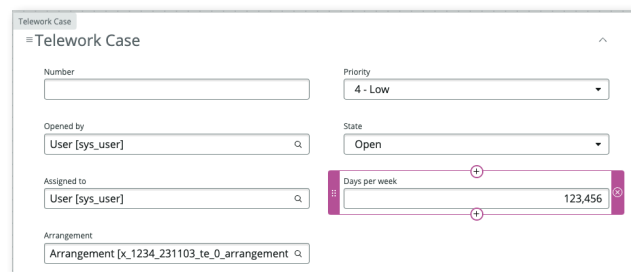 Telework Case
Telework Case
Number
Priority
4 - Low
Opened by
User [sys_user]
State
Open
Assigned to
User [sys_user]
Days per week
123,456
Arrangement
Arrangement [x_1234_231103_te_0_arrangement